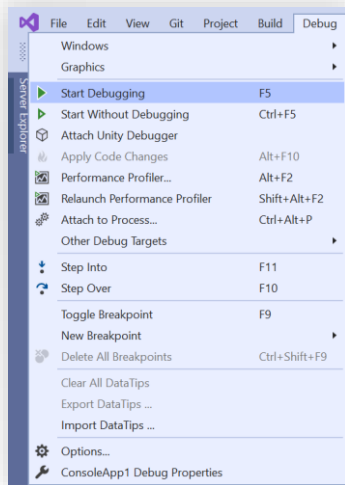 File Edit View Git Project Build Debug
Server Explorer
Windows
Graphics
Start Debugging F5
Start Without Debugging Ctrl+F5
Attach Unity Debugger
Apply Code Changes Alt+F10
Performance Profiler... Alt+F2
Relaunch Performance Profiler Shift+Alt+F2
Attach to Process... Ctrl+Alt+P
Other Debug Targets
Step Into F11
Step Over F10
Toggle Breakpoint F9
New Breakpoint
Delete All Breakpoints Ctrl+Shift+F9
Clear All DataTips
Export DataTips ...
Import DataTips ...
Options...
ConsoleApp1 Debug Properties